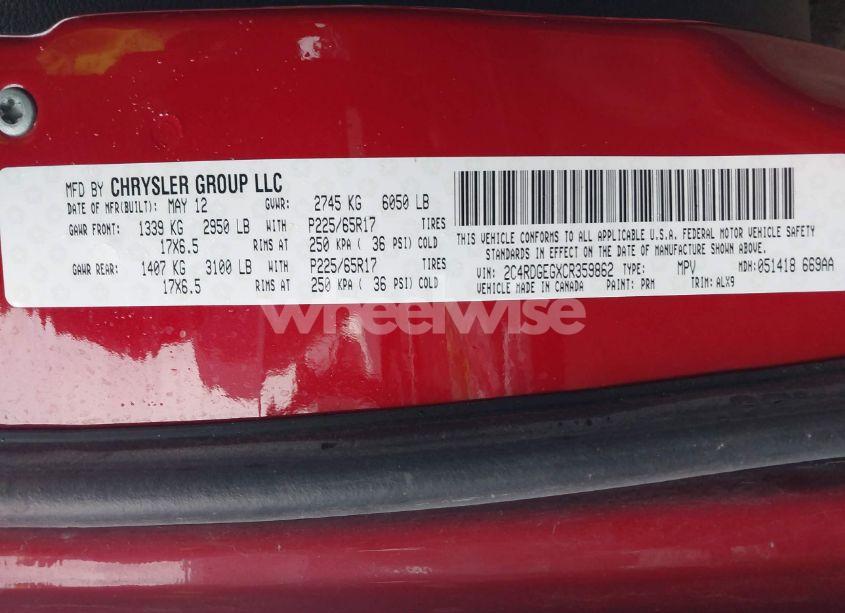 MFD BY CHRYSLER GROUP LLC
DATE OF MFR(BUILT): MAY 12 GVWR: 2745 KG 6050 LB
GAWR FRONT: 1339 KG 2950 LB WITH P225/65R17 TIRES
17X6.5 RIMS AT 250 KPA ( 36 PSI) COLD
GAWR REAR: 1407 KG 3100 LB WITH P225/65R17 TIRES
17X6.5 RIMS AT 250 KPA ( 36 PSI) COLD
THIS VEHICLE CONFORMS TO ALL APPLICABLE U.S.A. FEDERAL MOTOR VEHICLE SAFETY
STANDARDS IN EFFECT ON THE DATE OF MANUFACTURE SHOWN ABOVE.
VIN: 2C4RDGEGXCR359862 TYPE: MPV MDH:051418 669AA
VEHICLE MADE IN CANADA PAINT: PRM TRIM: ALX9
wheelwise